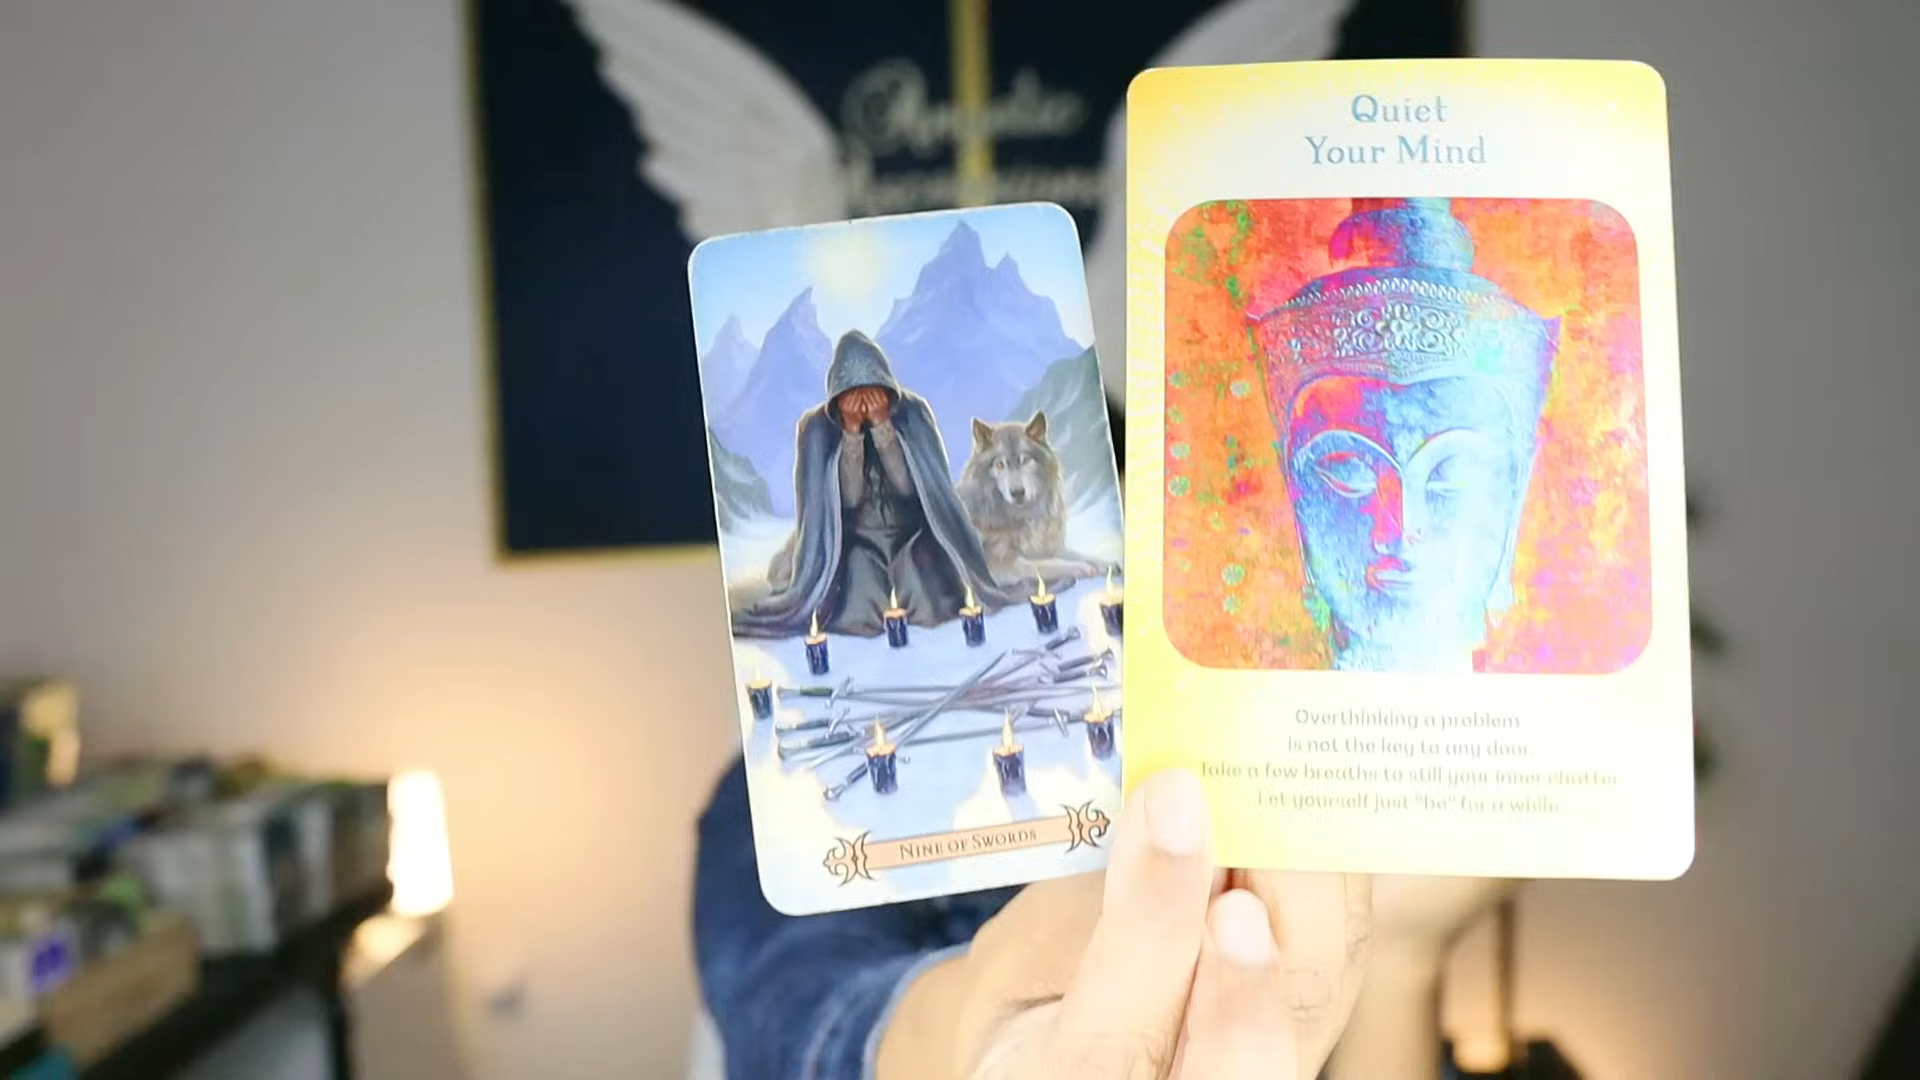 Angelic
Quiet
Your Mind
Overthinking a problem
is not the key to any door.
Take a few breaths to still your inner chatter.
Let yourself just "be" for a while.
NINE OF SWORDS